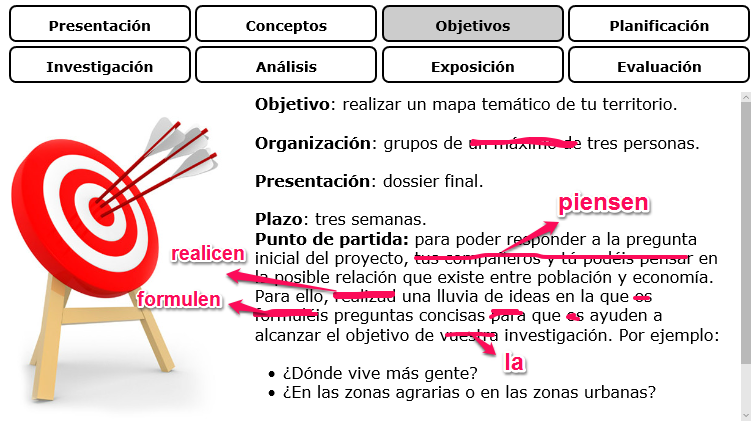 Presentación Conceptos Objetivos Planificación
Investigación Análisis Exposición Evaluación
Objetivo: realizar un mapa temático de tu territorio.
Organización: grupos de un máximo de tres personas.
Presentación: dossier final.
piensen
Plazo: tres semanas.
Punto de partida: para poder responder a la pregunta
inicial del proyecto, tus compañeros y tú podéis pensar en
realicen
la posible relación que existe entre población y economía.
Para ello, realizad una lluvia de ideas en la que os
formulen
formuléis preguntas concisas para que os ayuden a
alcanzar el objetivo de vuestra investigación. Por ejemplo:
la
• ¿Dónde vive más gente?
• ¿En las zonas agrarias o en las zonas urbanas?